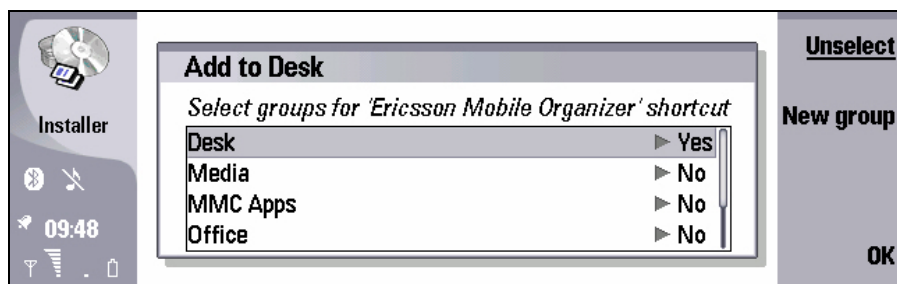 Installer
09:48
Add to Desk
Select groups for 'Ericsson Mobile Organizer' shortcut
Desk Yes
Media No
MMC Apps No
Office No
Unselect
New group
OK